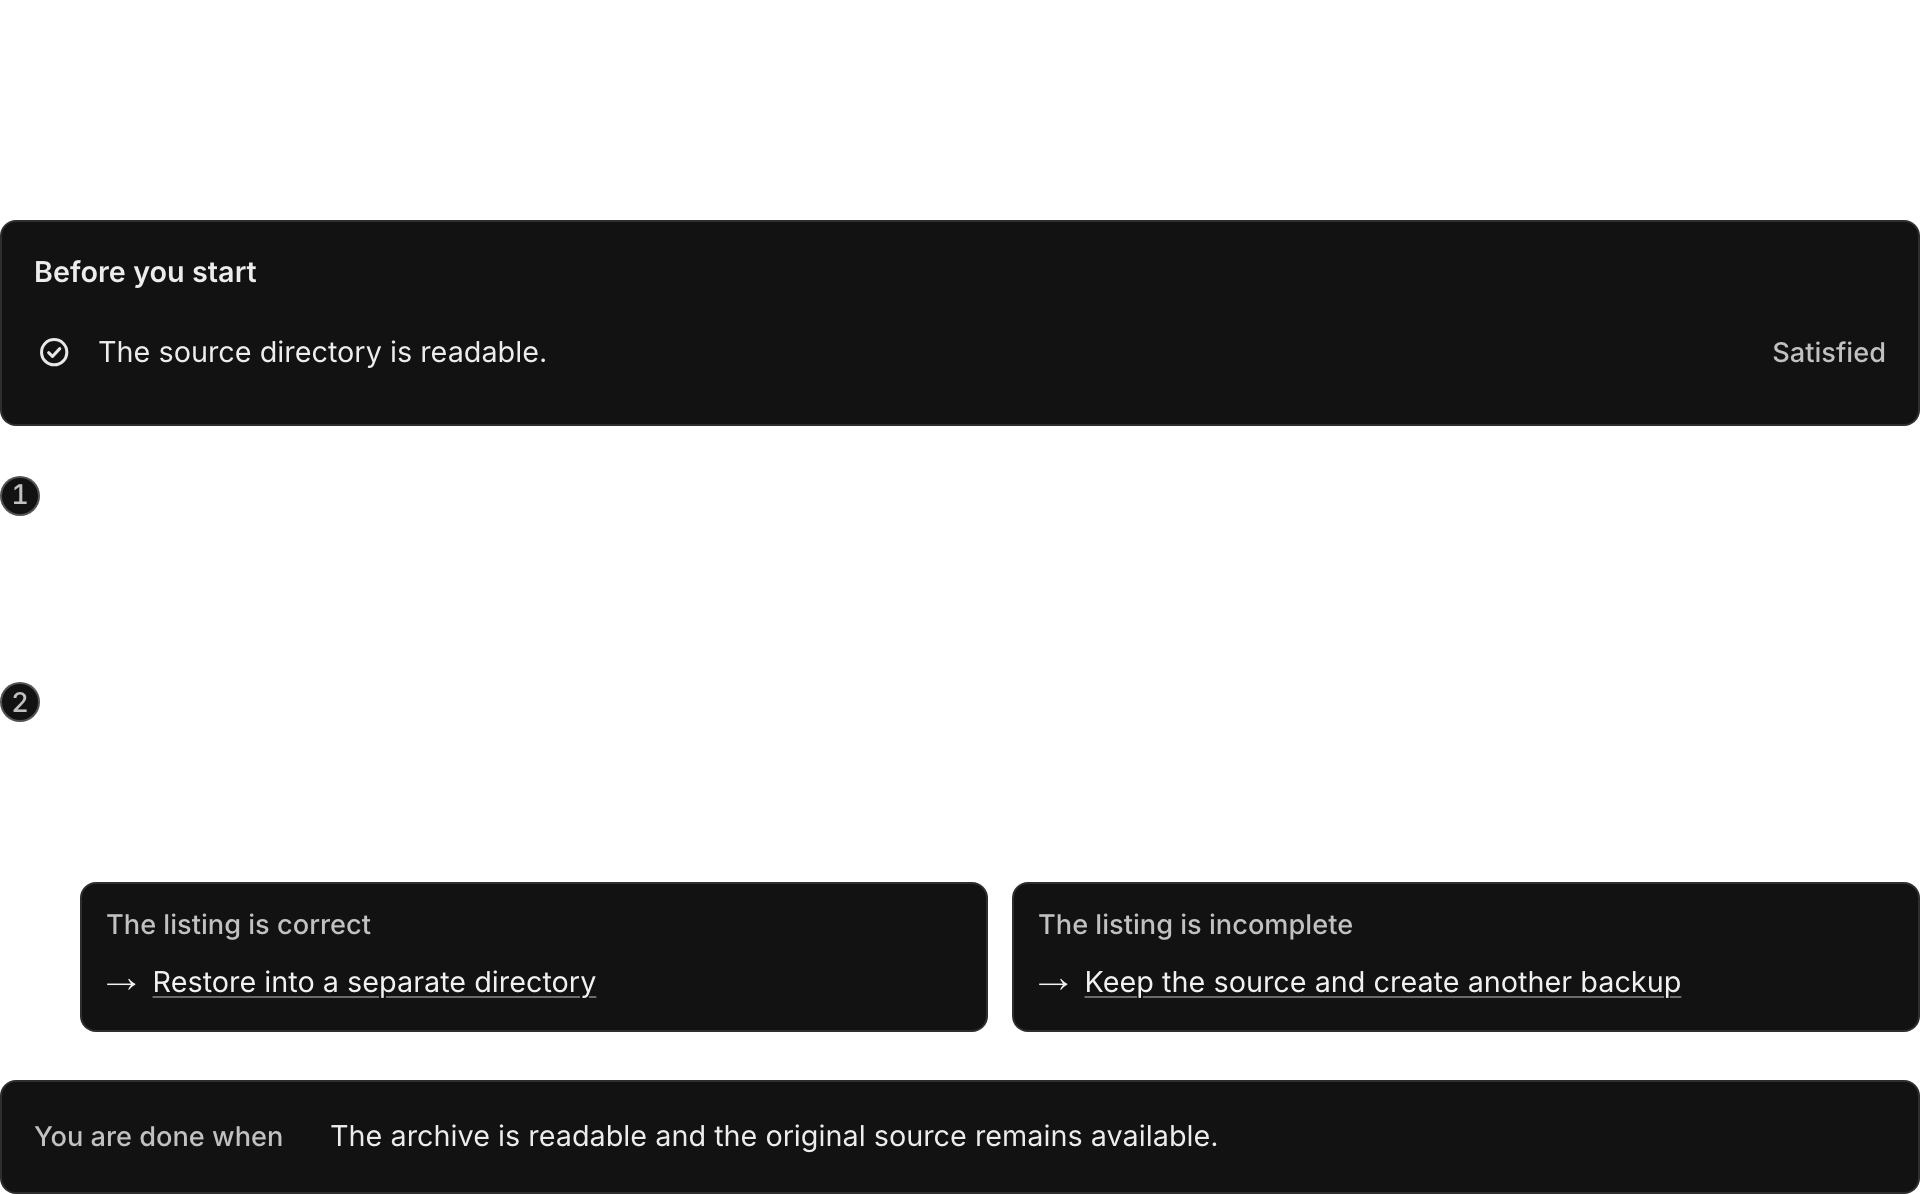 Before you start
The source directory is readable.
Satisfied
1
2
The listing is correct
→ Restore into a separate directory
The listing is incomplete
→ Keep the source and create another backup
You are done when
The archive is readable and the original source remains available.